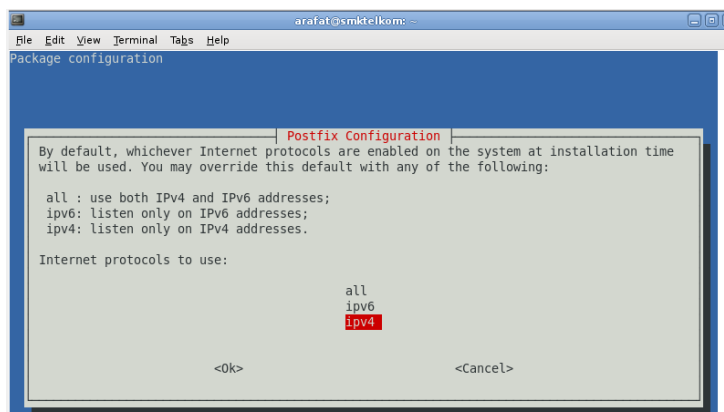 arafat@smktelkom: ~
File Edit View Terminal Tabs Help
Package configuration
Postfix Configuration
By default, whichever Internet protocols are enabled on the system at installation time
will be used. You may override this default with any of the following:
all : use both IPv4 and IPv6 addresses;
ipv6: listen only on IPv6 addresses;
ipv4: listen only on IPv4 addresses.
Internet protocols to use:
all
ipv6
ipv4
<Ok> <Cancel>